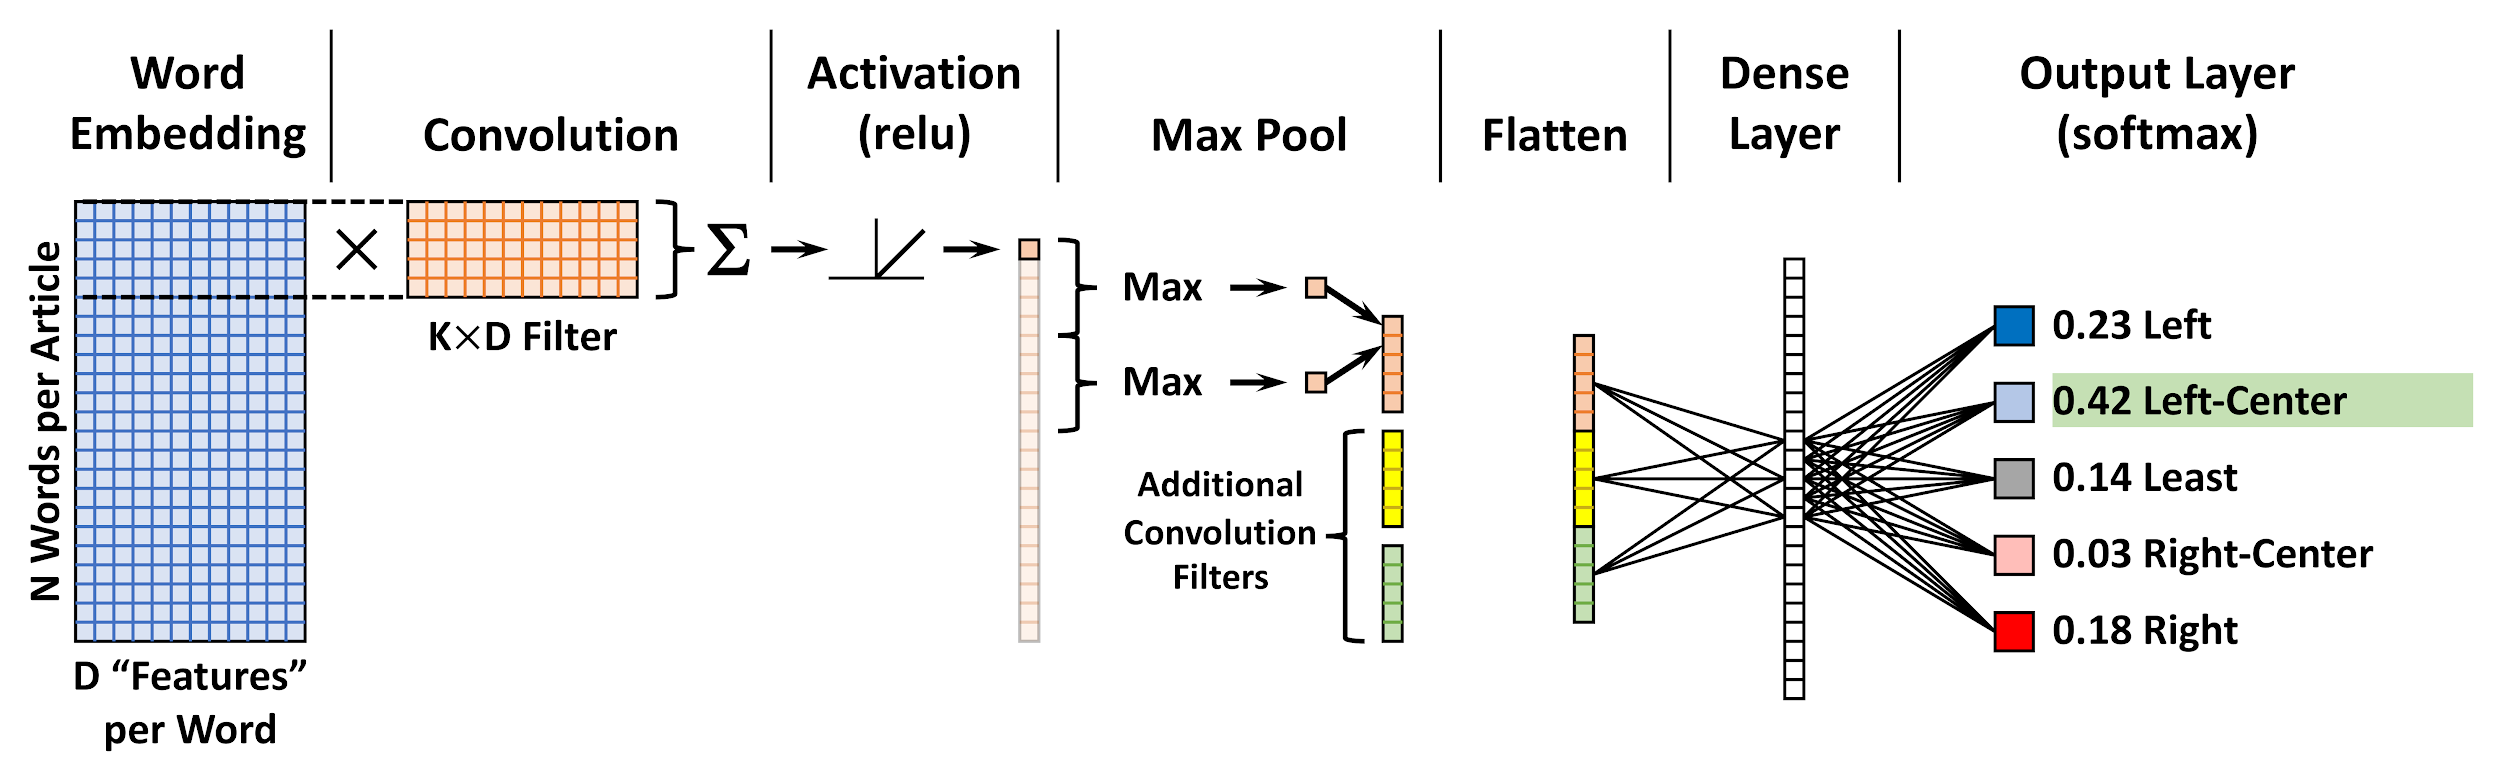 Word
Embedding
Convolution
Activation
(relu)
Max Pool
Flatten
Dense
Layer
Output Layer
(softmax)
N Words per Article
D “Features”
per Word
K×D Filter
Σ
Max
Max
Additional
Convolution
Filters
0.23 Left
0.42 Left-Center
0.14 Least
0.03 Right-Center
0.18 Right